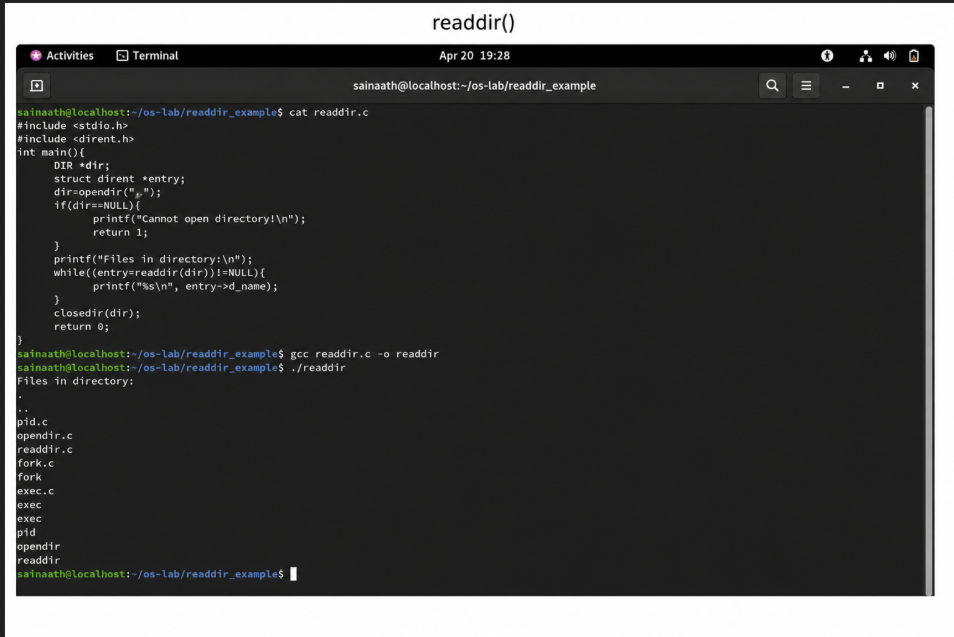 readdir()
Activities Terminal Apr 20 19:28
sainaath@localhost:~/os-lab/readdir_example
sainaath@localhost:~/os-lab/readdir_example$ cat readdir.c
#include <stdio.h>
#include <dirent.h>
int main(){
DIR *dir;
struct dirent *entry;
dir=opendir(".");
if(dir==NULL){
printf("Cannot open directory!\n");
return 1;
}
printf("Files in directory:\n");
while((entry=readdir(dir))!=NULL){
printf("%s\n", entry->d_name);
}
closedir(dir);
return 0;
}
sainaath@localhost:~/os-lab/readdir_example$ gcc readdir.c -o readdir
sainaath@localhost:~/os-lab/readdir_example$ ./readdir
Files in directory:
.
..
pid.c
opendir.c
readdir.c
fork.c
fork
exec.c
exec
exec
pid
opendir
readdir
sainaath@localhost:~/os-lab/readdir_example$